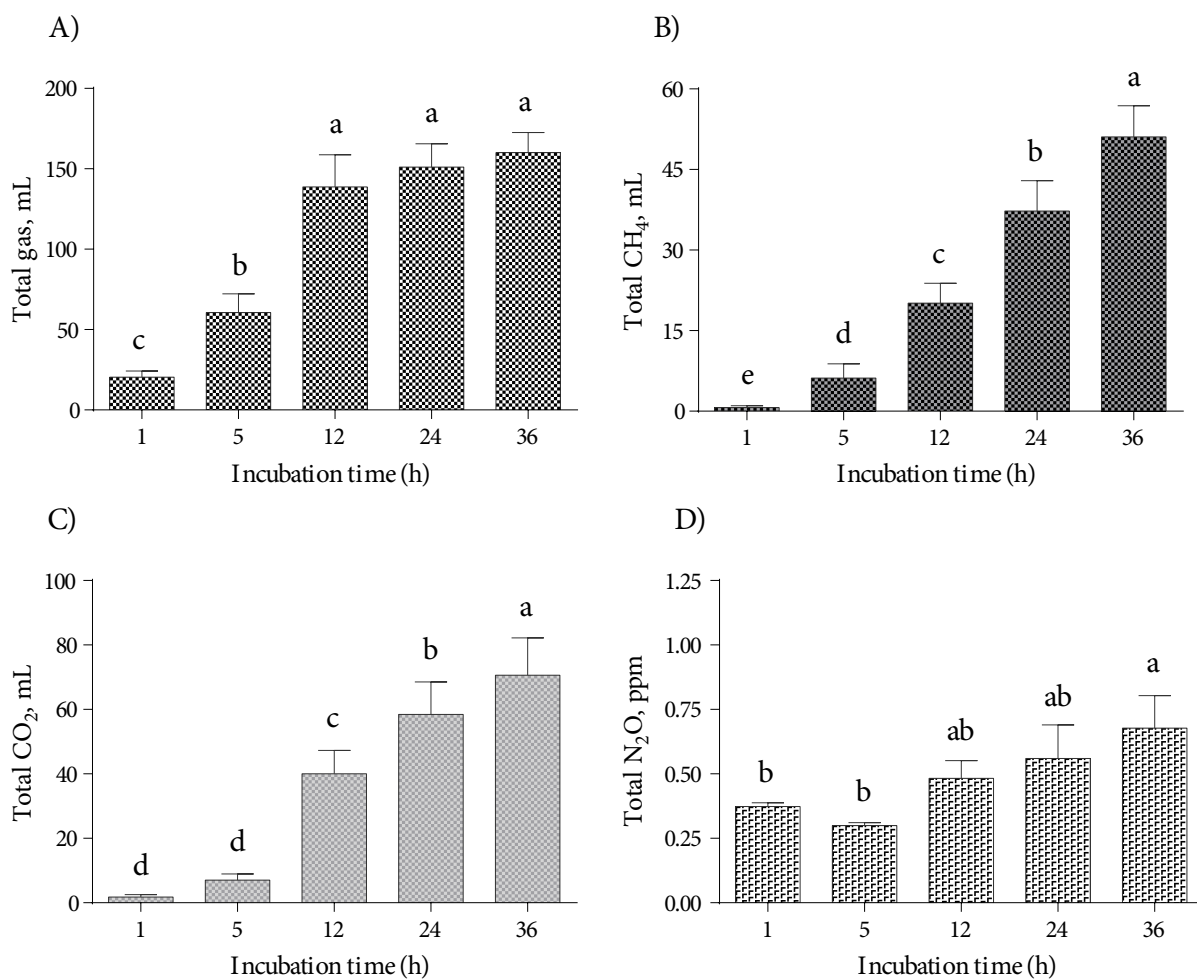 A)
Total gas, mL
200
150
100
50
0
c
b
a
a
a
1 5 12 24 36
Incubation time (h)
B)
Total CH₄, mL
60
45
30
15
0
e
d
c
b
a
1 5 12 24 36
Incubation time (h)
C)
Total CO₂, mL
100
80
60
40
20
0
d
d
c
b
a
1 5 12 24 36
Incubation time (h)
D)
Total N₂O, ppm
1.25
1.00
0.75
0.50
0.25
0.00
b
b
ab
ab
a
1 5 12 24 36
Incubation time (h)